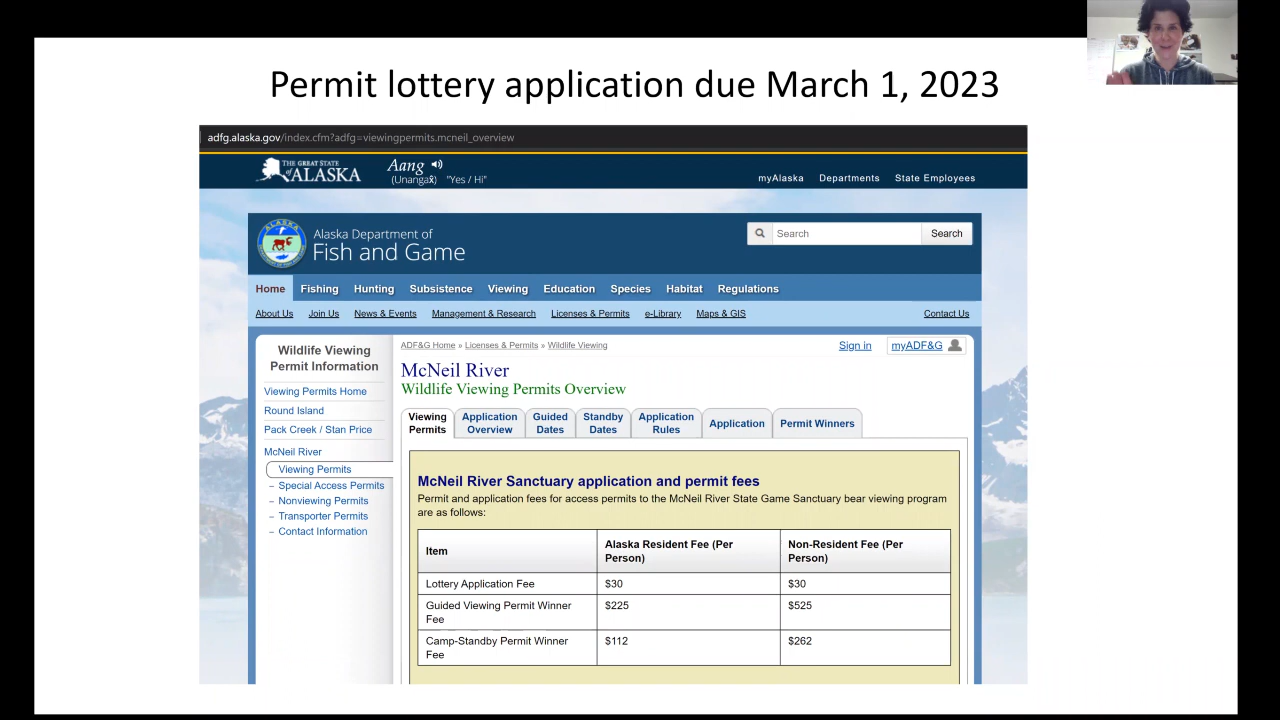 Permit lottery application due March 1, 2023
adfg.alaska.gov/index.cfm?adfg=viewingpermits.mcneil_overview
THE GREAT STATE
of ALASKA
Aang
(Unangax̂) "Yes / Hi"
myAlaska Departments State Employees
ALASKA
Alaska Department of
Fish and Game
Search Search
Home Fishing Hunting Subsistence Viewing Education Species Habitat Regulations
About Us Join Us News & Events Management & Research Licenses & Permits e-Library Maps & GIS Contact Us
Wildlife Viewing
Permit Information
Viewing Permits Home
Round Island
Pack Creek / Stan Price
McNeil River
Viewing Permits
– Special Access Permits
– Nonviewing Permits
– Transporter Permits
– Contact Information
ADF&G Home » Licenses & Permits » Wildlife Viewing
Sign in myADF&G
McNeil River
Wildlife Viewing Permits Overview
Viewing Permits
Application Overview
Guided Dates
Standby Dates
Application Rules
Application
Permit Winners
McNeil River Sanctuary application and permit fees
Permit and application fees for access permits to the McNeil River State Game Sanctuary bear viewing program
are as follows:
Item
Alaska Resident Fee (Per
Person)
Non-Resident Fee (Per
Person)
Lottery Application Fee $30 $30
Guided Viewing Permit Winner
Fee
$225 $525
Camp-Standby Permit Winner
Fee
$112 $262